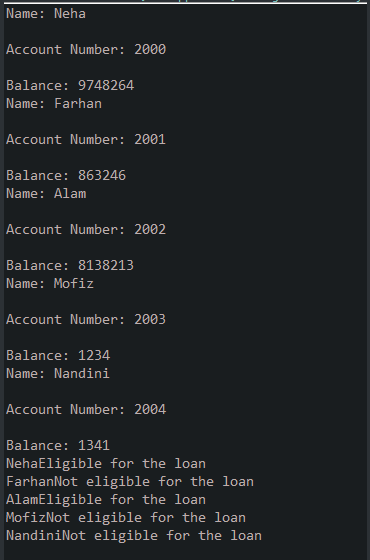 Name: Neha
Account Number: 2000
Balance: 9748264
Name: Farhan
Account Number: 2001
Balance: 863246
Name: Alam
Account Number: 2002
Balance: 8138213
Name: Mofiz
Account Number: 2003
Balance: 1234
Name: Nandini
Account Number: 2004
Balance: 1341
NehaEligible for the loan
FarhanNot eligible for the loan
AlamEligible for the loan
MofizNot eligible for the loan
NandiniNot eligible for the loan